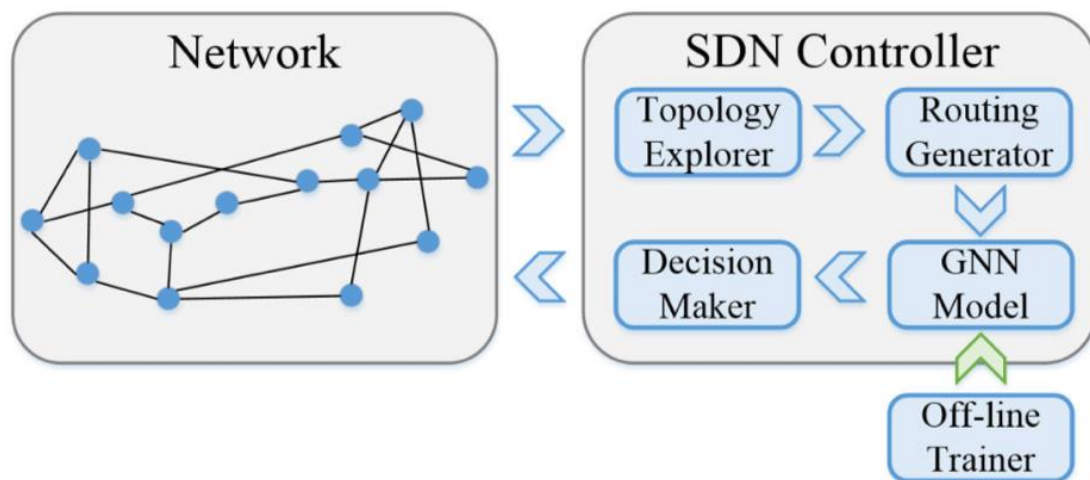 Network
SDN Controller
Topology
Explorer
Routing
Generator
Decision
Maker
GNN
Model
Off-line
Trainer